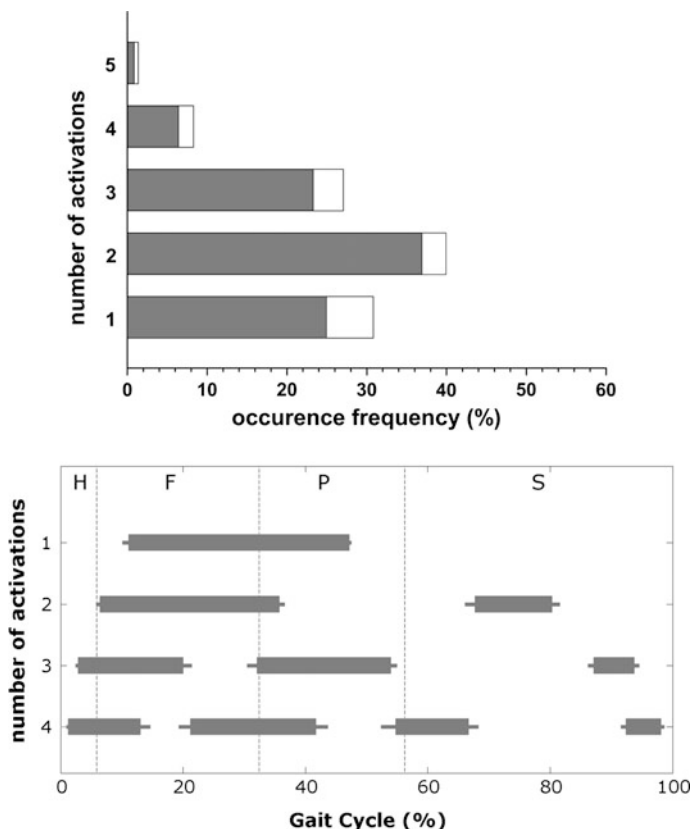 number of activations
5
4
3
2
1
0 10 20 30 40 50 60
occurence frequency (%)
H F P S
number of activations
1
2
3
4
0 20 40 60 80 100
Gait Cycle (%)